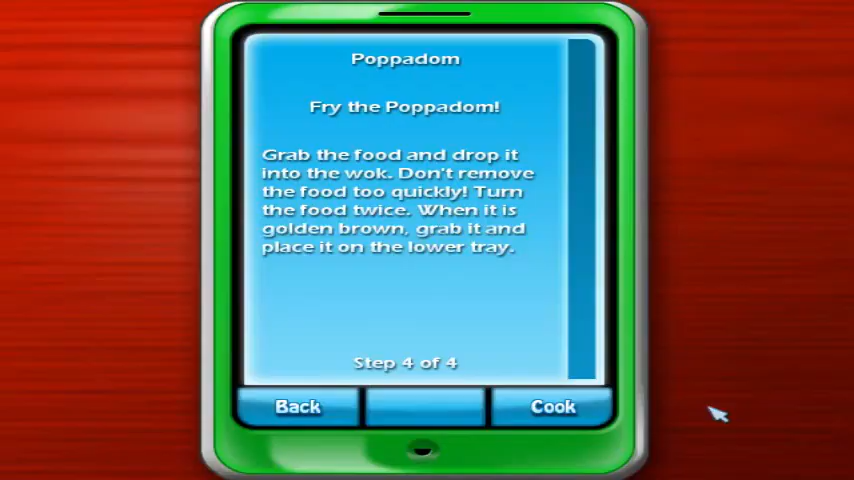 Poppadom
Fry the Poppadom!
Grab the food and drop it
into the wok. Don't remove
the food too quickly! Turn
the food twice. When it is
golden brown, grab it and
place it on the lower tray.
Step 4 of 4
Back
Cook